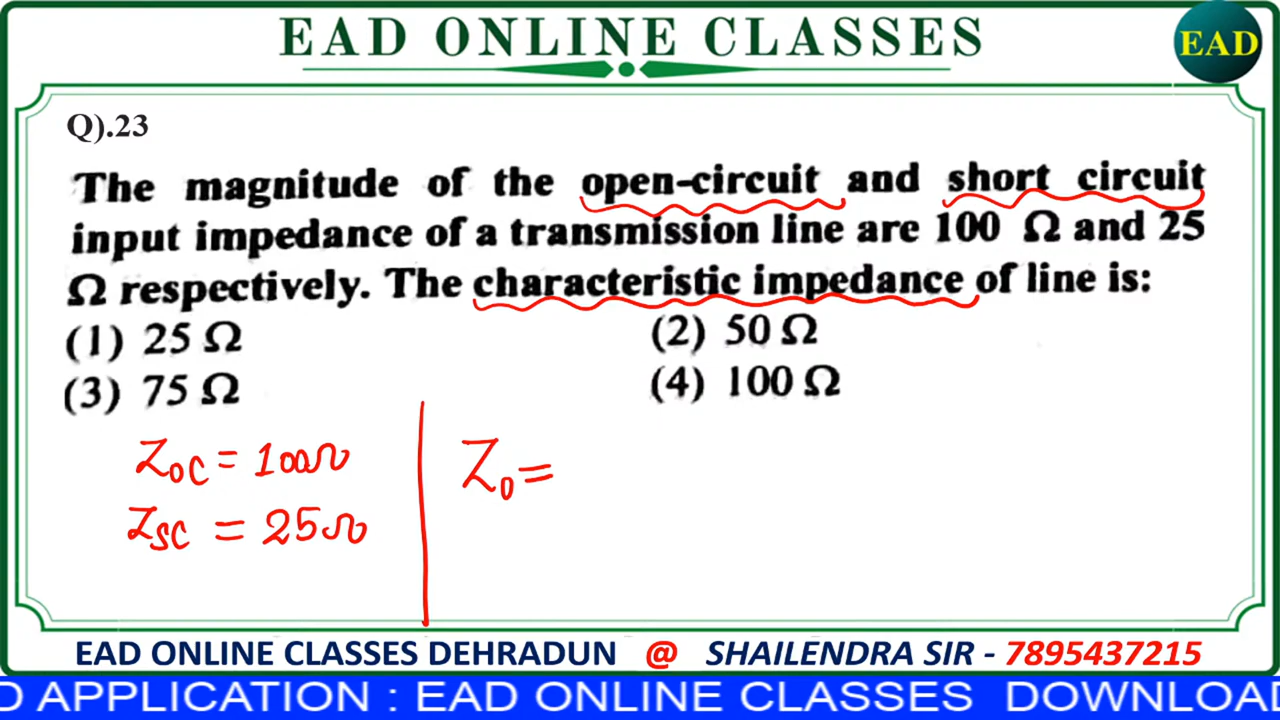 EAD ONLINE CLASSES
EAD
Q).23
The magnitude of the open-circuit and short circuit
input impedance of a transmission line are 100 Ω and 25
Ω respectively. The characteristic impedance of line is:
(1) 25 Ω (2) 50 Ω
(3) 75 Ω (4) 100 Ω
Zoc = 100Ω
Zsc = 25Ω
Z₀ =
EAD ONLINE CLASSES DEHRADUN @ SHAILENDRA SIR - 7895437215
D APPLICATION : EAD ONLINE CLASSES DOWNLOAD